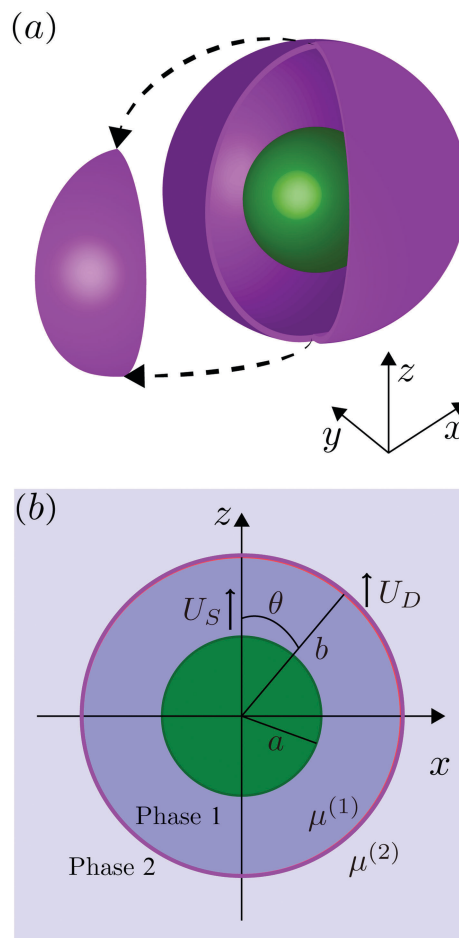 (a)
z
y
x
(b)
z
U_S
θ
U_D
b
a
x
Phase 1
μ^(1)
Phase 2
μ^(2)